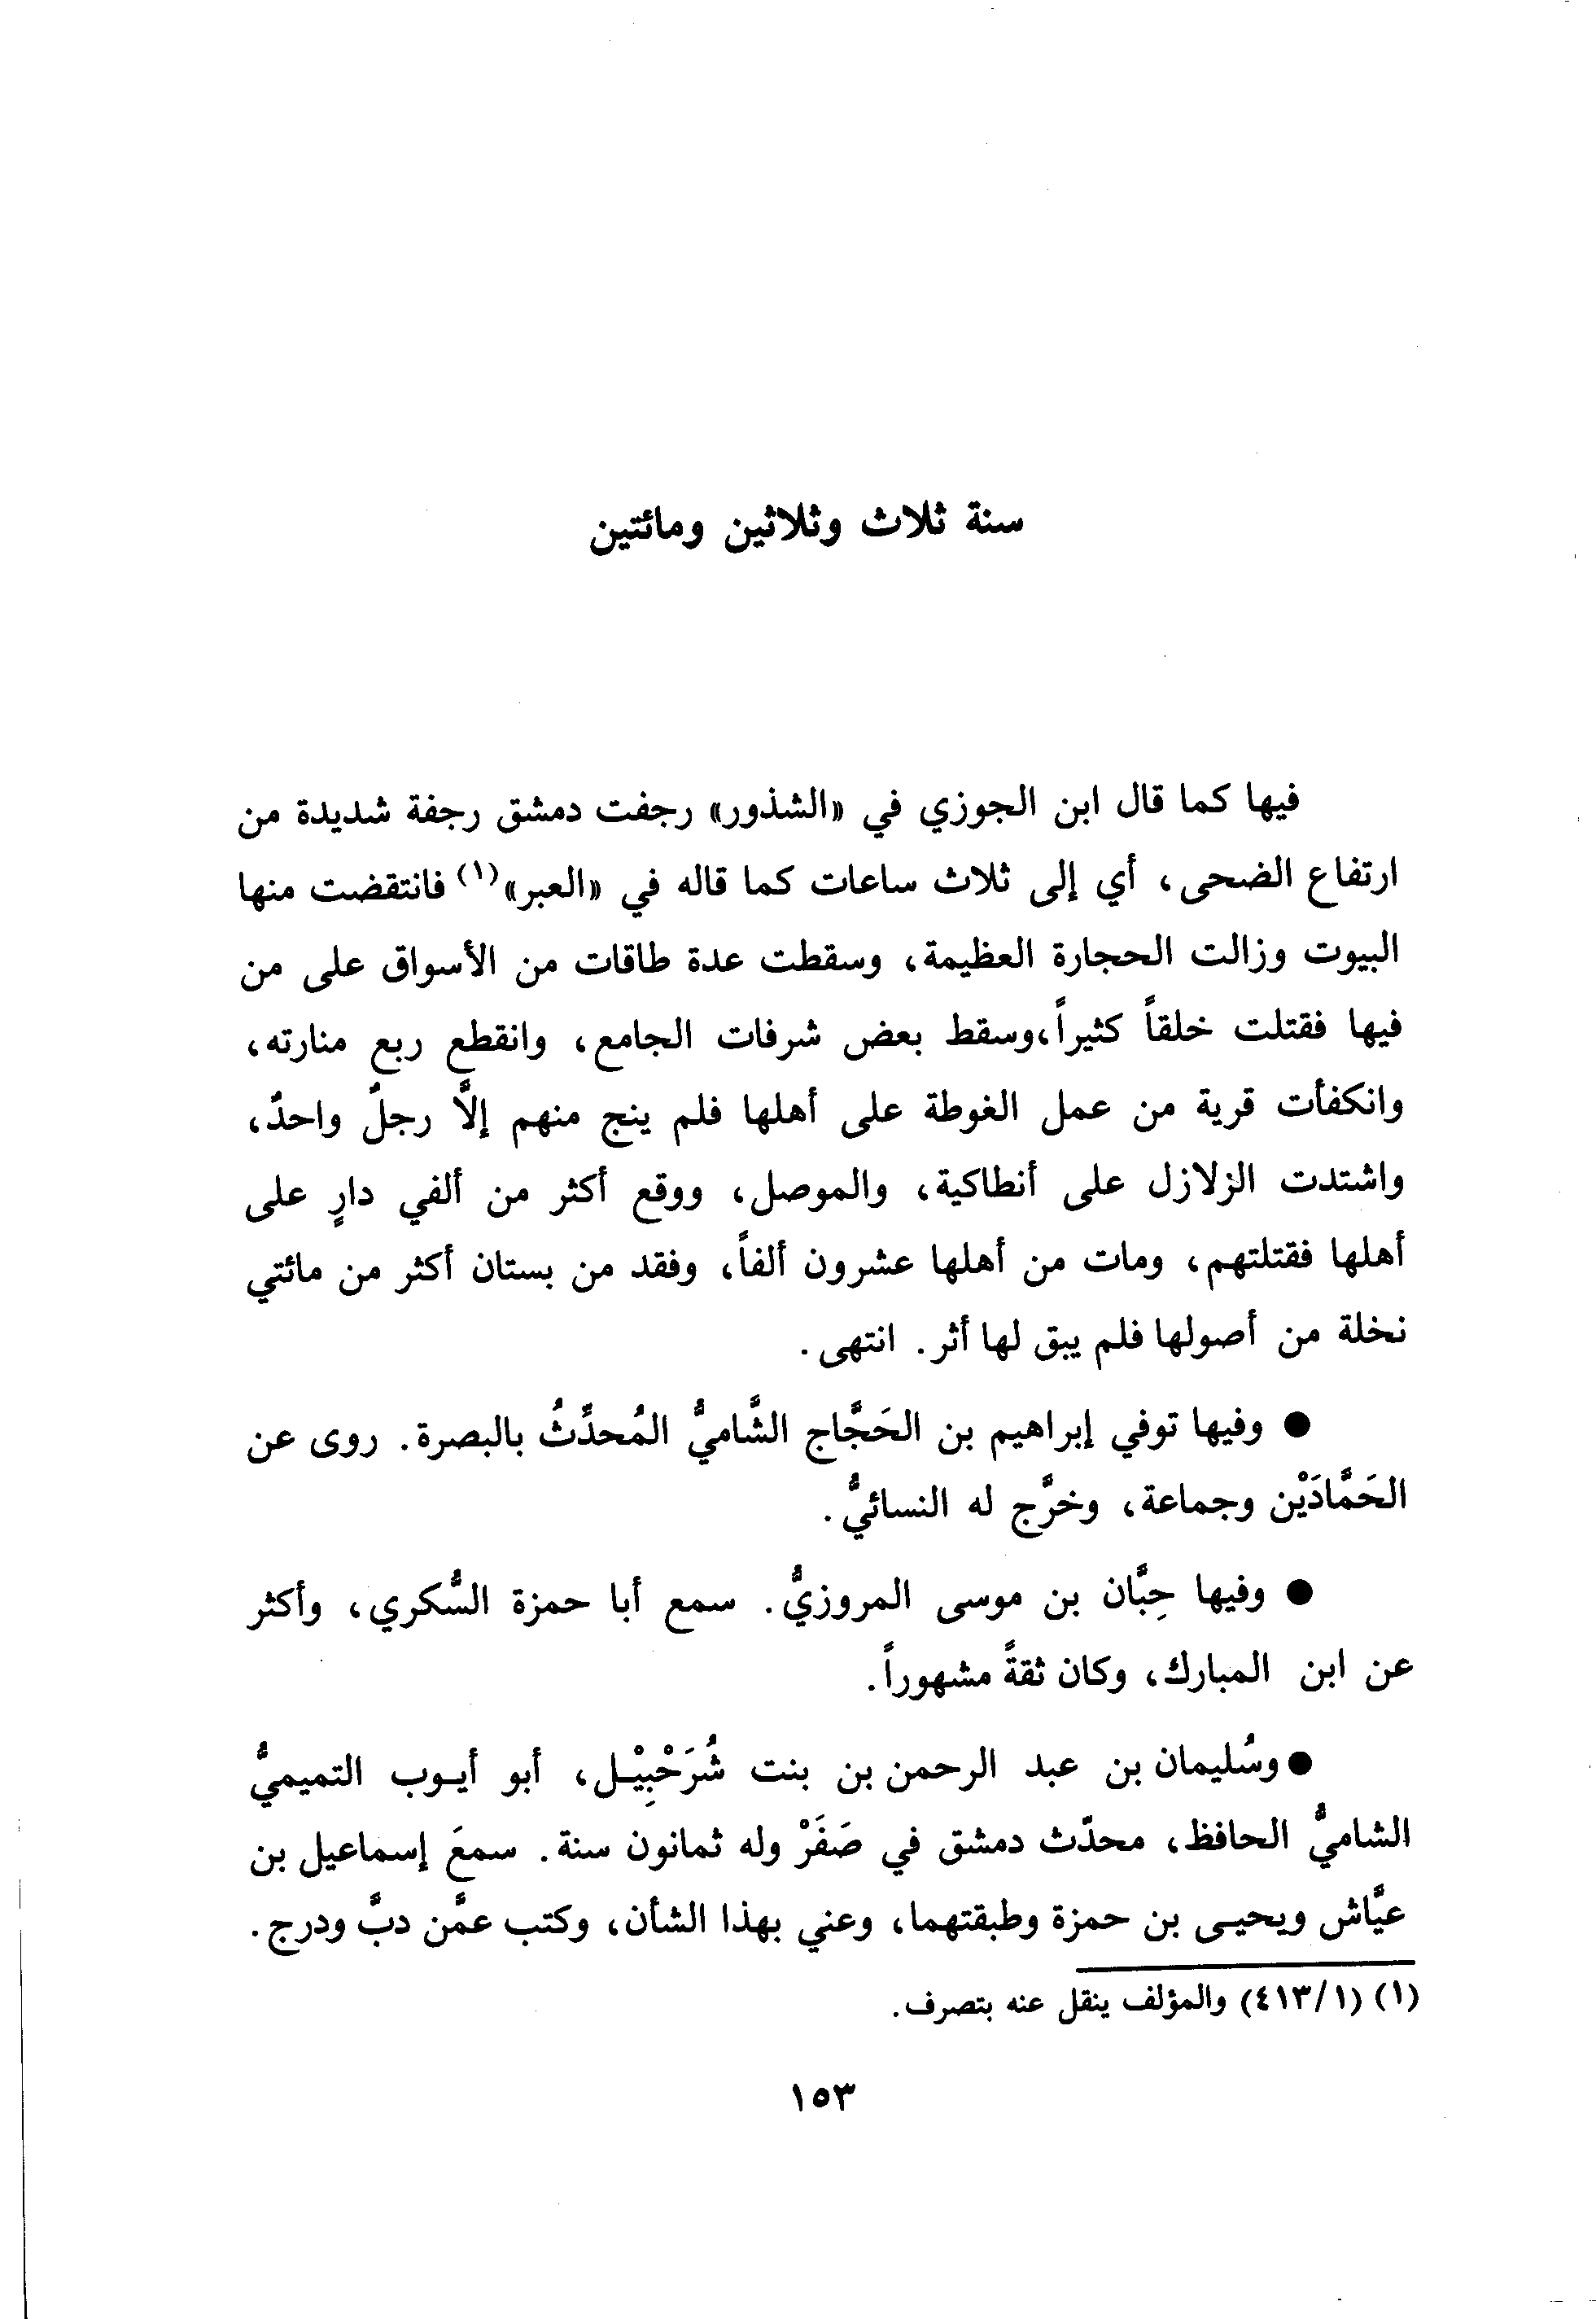 سنة ثلاث وثلاثين ومائتين
فيها كما قال ابن الجوزي في «الشذور» رجفت دمشق رجفة شديدة من
ارتفاع الضحى، أي إلى ثلاث ساعات كما قاله في «العبر»(١) فانتقضت منها
البيوت وزالت الحجارة العظيمة، وسقطت عدة طاقات من الأسواق على من
فيها فقتلت خلقاً كثيراً،وسقط بعض شرفات الجامع، وانقطع ربع منارته،
وانكفأت قرية من عمل الغوطة على أهلها فلم ينج منهم إلاَّ رجلٌ واحدٌ،
واشتدت الزلازل على أنطاكية، والموصل، ووقع أكثر من ألفي دارٍ على
أهلها فقتلتهم، ومات من أهلها عشرون ألفاً، وفقد من بستان أكثر من مائتي
نخلة من أصولها فلم يبق لها أثر. انتهى.
● وفيها توفي إبراهيم بن الحَجَّاج الشَّاميُّ المُحدِّثُ بالبصرة. روى عن
الحَمَّادَيْن وجماعة، وخرَّج له النسائيُّ.
● وفيها حِبَّان بن موسى المروزيُّ. سمع أبا حمزة السُّكري، وأكثر
عن ابن المبارك، وكان ثقةً مشهوراً.
● وسُليمان بن عبد الرحمن بن بنت شُرَحْبِيْـل، أبو أيـوب التميميُّ
الشاميُّ الحافظ، محدّث دمشق في صَفَرْ وله ثمانون سنة. سمعَ إسماعيل بن
عيَّاش ويحيـى بن حمزة وطبقتهما، وعني بهذا الشأن، وكتب عمَّن دبَّ ودرج.
(١) (٤١٣/١) والمؤلف ينقل عنه بتصرف.
١٥٣